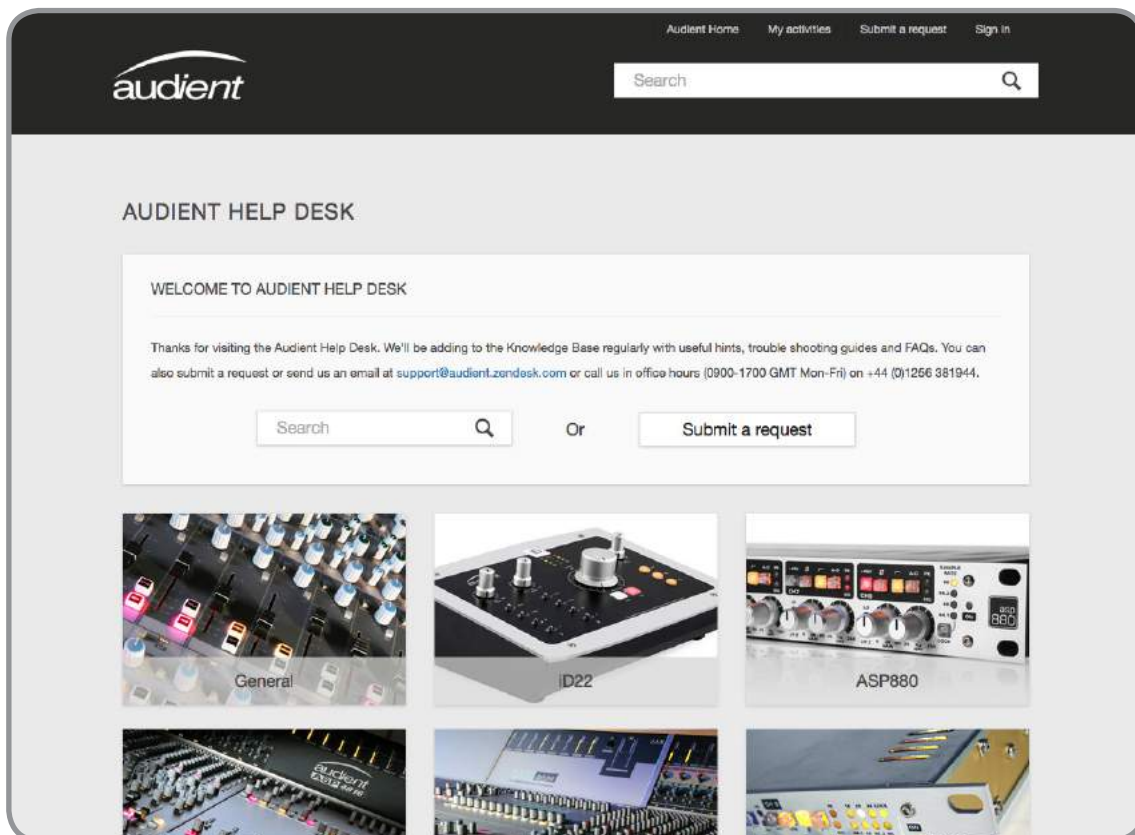 Audient Home My activities Submit a request Sign in
audient
Search
AUDIENT HELP DESK
WELCOME TO AUDIENT HELP DESK
Thanks for visiting the Audient Help Desk. We'll be adding to the Knowledge Base regularly with useful hints, trouble shooting guides and FAQs. You can
also submit a request or send us an email at support@audient.zendesk.com or call us in office hours (0900-1700 GMT Mon-Fri) on +44 (0)1256 381944.
Search Or Submit a request
asp
880
General iD22 ASP880
audient